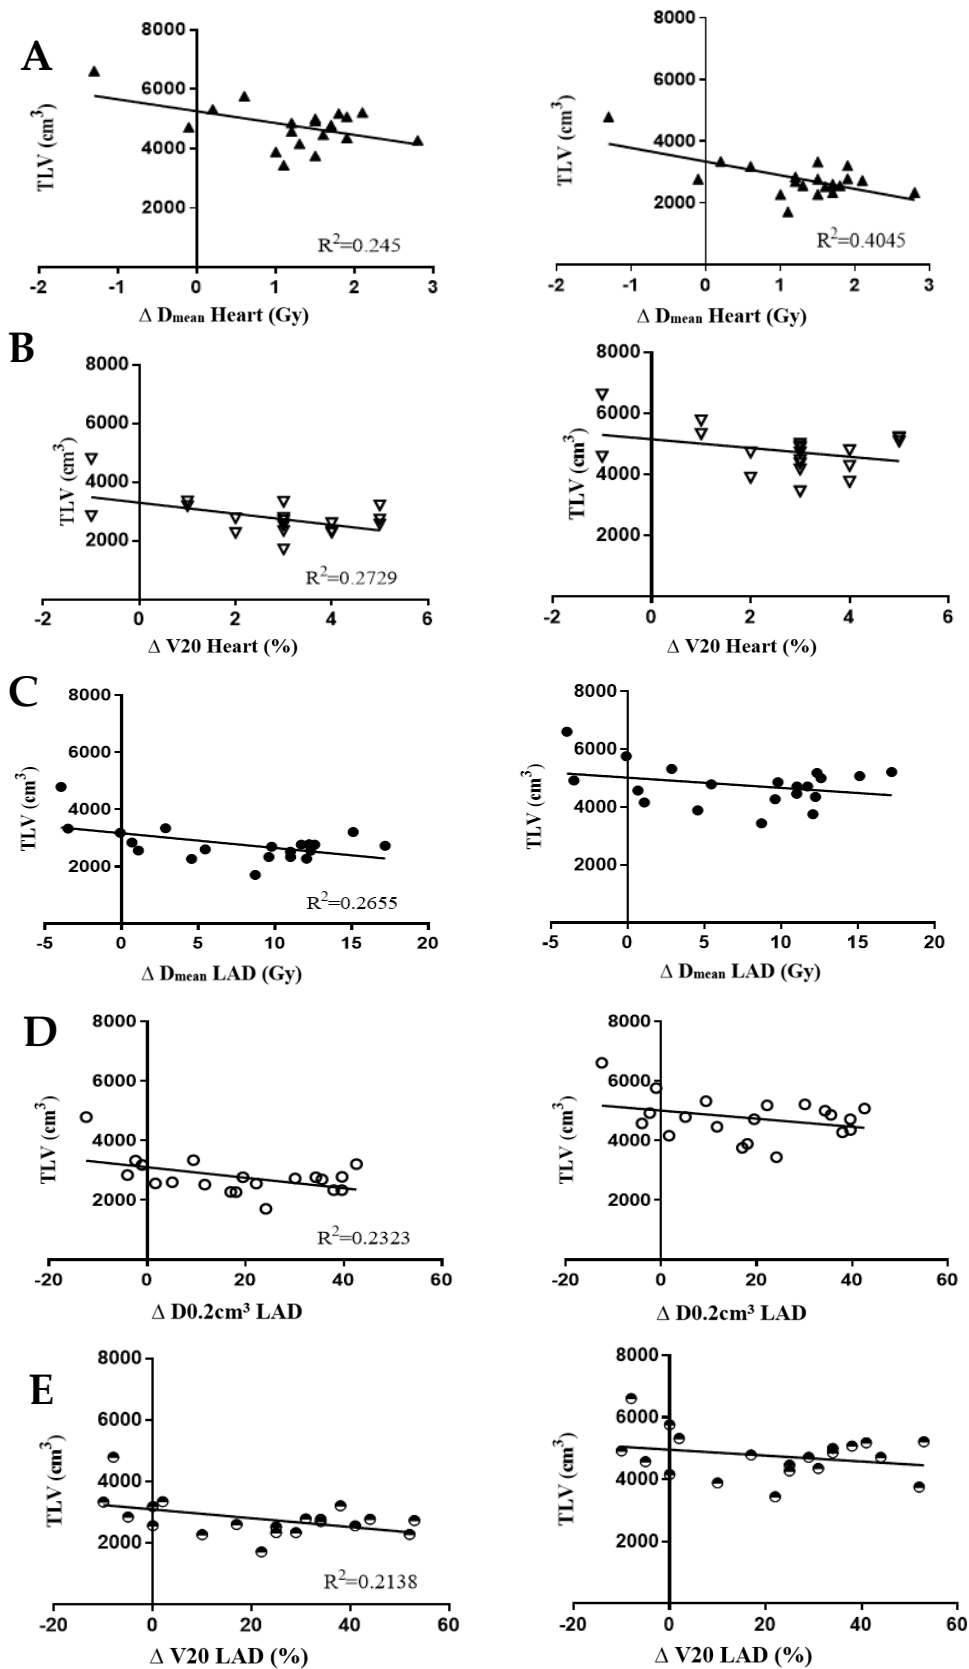 A
8000
6000
4000
2000
TLV (cm³)
R²=0.245
-2 -1 0 1 2 3
Δ Dmean Heart (Gy)
8000
6000
4000
2000
TLV (cm³)
R²=0.4045
-2 -1 0 1 2 3
Δ Dmean Heart (Gy)
B
8000
6000
4000
2000
TLV (cm³)
R²=0.2729
-2 0 2 4 6
Δ V20 Heart (%)
8000
6000
4000
2000
TLV (cm³)
-2 0 2 4 6
Δ V20 Heart (%)
C
8000
6000
4000
2000
TLV (cm³)
R²=0.2655
-5 0 5 10 15 20
Δ Dmean LAD (Gy)
8000
6000
4000
2000
TLV (cm³)
-5 0 5 10 15 20
Δ Dmean LAD (Gy)
D
8000
6000
4000
2000
TLV (cm³)
R²=0.2323
-20 0 20 40 60
Δ D0.2cm³ LAD
8000
6000
4000
2000
TLV (cm³)
-20 0 20 40 60
Δ D0.2cm³ LAD
E
8000
6000
4000
2000
TLV (cm³)
R²=0.2138
-20 0 20 40 60
Δ V20 LAD (%)
8000
6000
4000
2000
TLV (cm³)
-20 0 20 40 60
Δ V20 LAD (%)